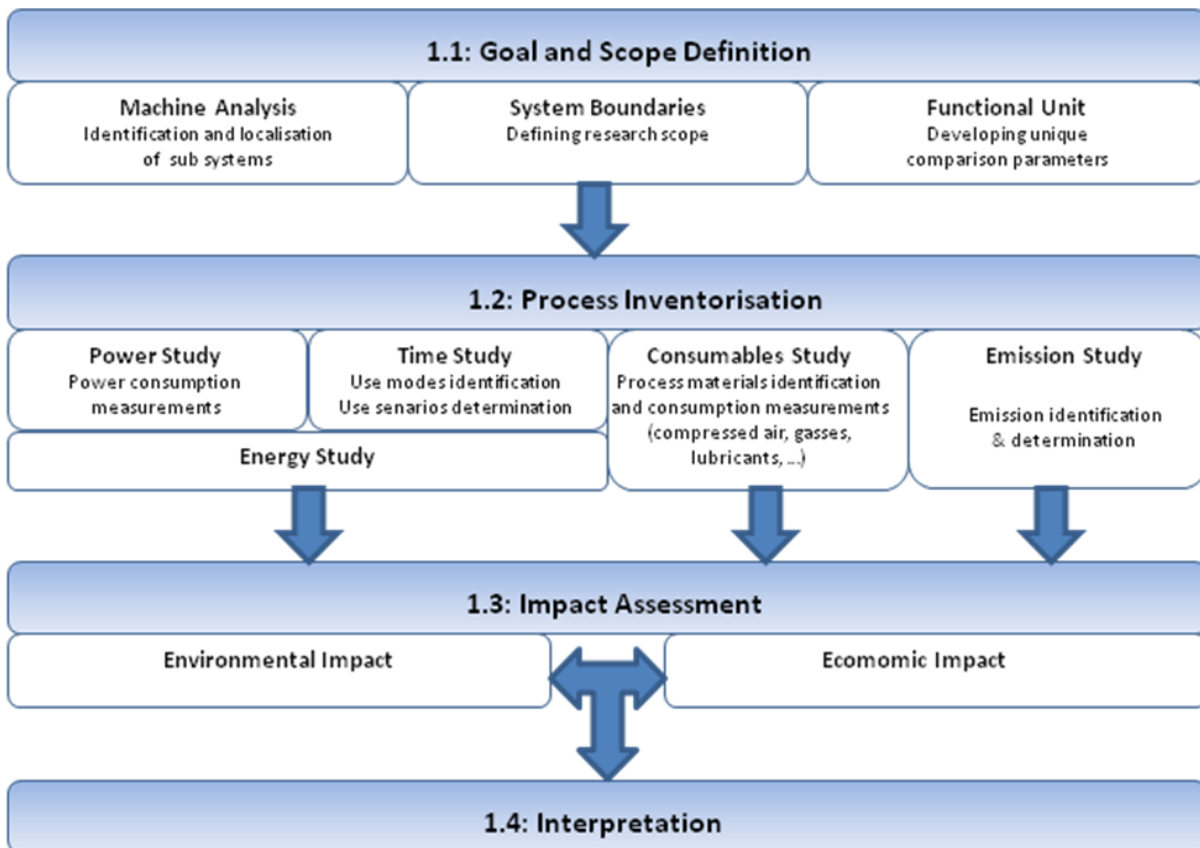 1.1: Goal and Scope Definition
Machine Analysis
Identification and localisation
of sub systems
System Boundaries
Defining research scope
Functional Unit
Developing unique
comparison parameters
1.2: Process Inventorisation
Power Study
Power consumption
measurements
Time Study
Use modes identification
Use senarios determination
Energy Study
Consumables Study
Process materials identification
and consumption measurements
(compressed air, gasses,
lubricants, ...)
Emission Study
Emission identification
& determination
1.3: Impact Assessment
Environmental Impact
Ecomomic Impact
1.4: Interpretation